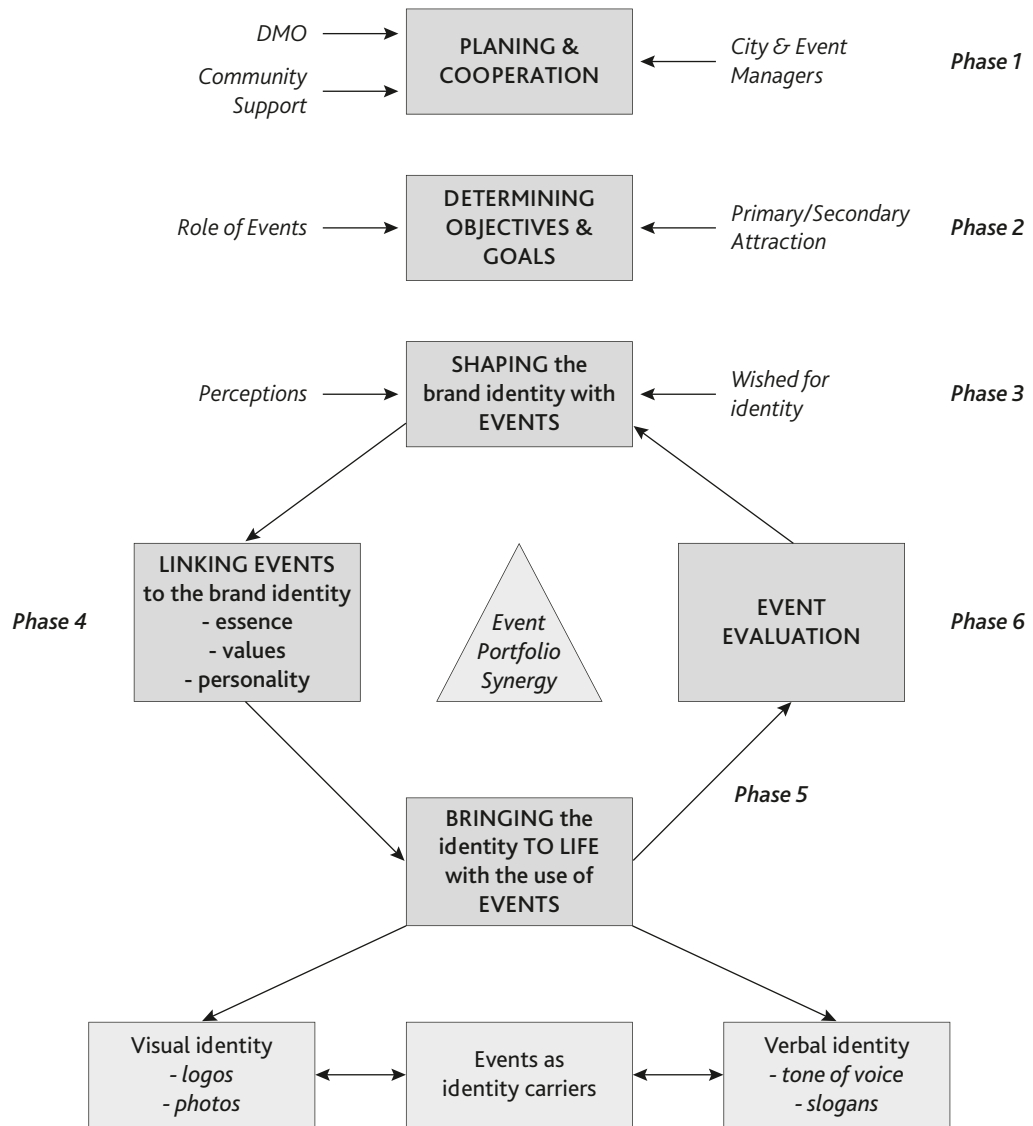 DMO
Community
Support
PLANING &
COOPERATION
City & Event
Managers
Phase 1
Role of Events
DETERMINING
OBJECTIVES &
GOALS
Primary/Secondary
Attraction
Phase 2
Perceptions
SHAPING the
brand identity with
EVENTS
Wished for
identity
Phase 3
Phase 4
LINKING EVENTS
to the brand identity
- essence
- values
- personality
Event
Portfolio
Synergy
EVENT
EVALUATION
Phase 6
Phase 5
BRINGING the
identity TO LIFE
with the use of
EVENTS
Visual identity
- logos
- photos
Events as
identity carriers
Verbal identity
- tone of voice
- slogans